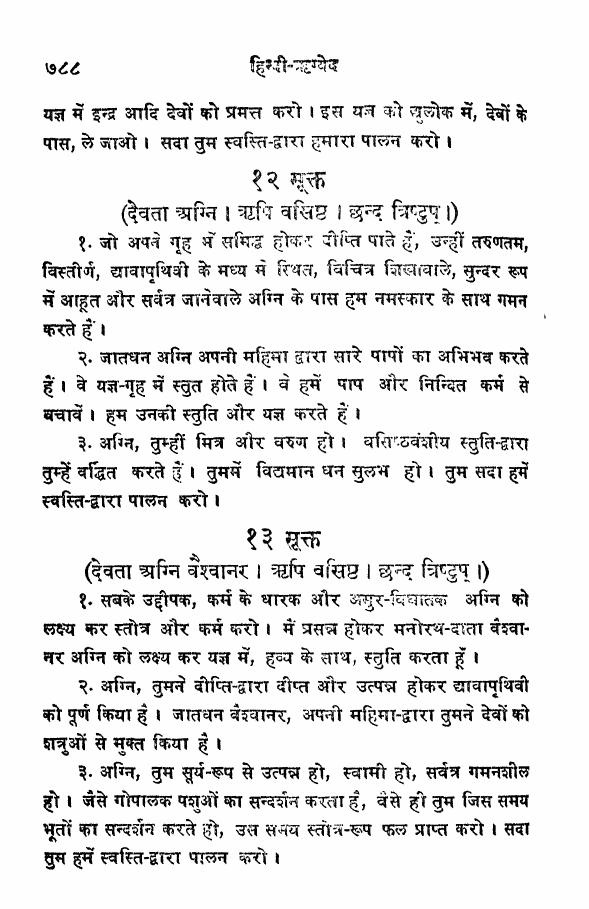 ७८८
हिन्दी-ऋग्वेद
यज्ञ में इन्द्र आदि देवों को प्रमत्त करो। इस यज्ञ को द्युलोक में, देवों के
पास, ले जाओ। सदा तुम स्वस्ति-द्वारा हमारा पालन करो।
१२ सूक्त
(देवता अग्नि। ऋषि वसिष्ठ। छन्द त्रिष्टुप्।)
१. जो अपने गृह में समिद्ध होकर दीप्ति पाते हैं, उन्हीं तरुणतम,
विस्तीर्ण, द्यावापृथिवी के मध्य में स्थित, विचित्र शिखावाले, सुन्दर रूप
में आहूत और सर्वत्र जानेवाले अग्नि के पास हम नमस्कार के साथ गमन
करते हैं।
२. जातधन अग्नि अपनी महिमा द्वारा सारे पापों का अभिभव करते
हैं। वे यज्ञ-गृह में स्तुत होते हैं। वे हमें पाप और निन्दित कर्म से
बचावें। हम उनकी स्तुति और यज्ञ करते हैं।
३. अग्नि, तुम्हीं मित्र और वरुण हो। वसिष्ठवंशीय स्तुति-द्वारा
तुम्हें वर्द्धित करते हैं। तुममें विद्यमान धन सुलभ हो। तुम सदा हमें
स्वस्ति-द्वारा पालन करो।
१३ सूक्त
(देवता अग्नि वैश्वानर। ऋषि वसिष्ठ। छन्द त्रिष्टुप्।)
१. सबके उद्दीपक, कर्म के धारक और असुर-विघातक अग्नि को
लक्ष्य कर स्तोत्र और कर्म करो। मैं प्रसन्न होकर मनोरथ-दाता वैश्वा-
नर अग्नि को लक्ष्य कर यज्ञ में, हव्य के साथ, स्तुति करता हूँ।
२. अग्नि, तुमने दीप्ति-द्वारा दीप्त और उत्पन्न होकर द्यावापृथिवी
को पूर्ण किया है। जातधन वैश्वानर, अपनी महिमा-द्वारा तुमने देवों को
शत्रुओं से मुक्त किया है।
३. अग्नि, तुम सूर्य-रूप से उत्पन्न हो, स्वामी हो, सर्वत्र गमनशील
हो। जैसे गोपालक पशुओं का सन्दर्शन करता है, वैसे ही तुम जिस समय
भूतों का सन्दर्शन करते हो, उस समय स्तोत्र-रूप फल प्राप्त करो। सदा
तुम हमें स्वस्ति-द्वारा पालन करो।